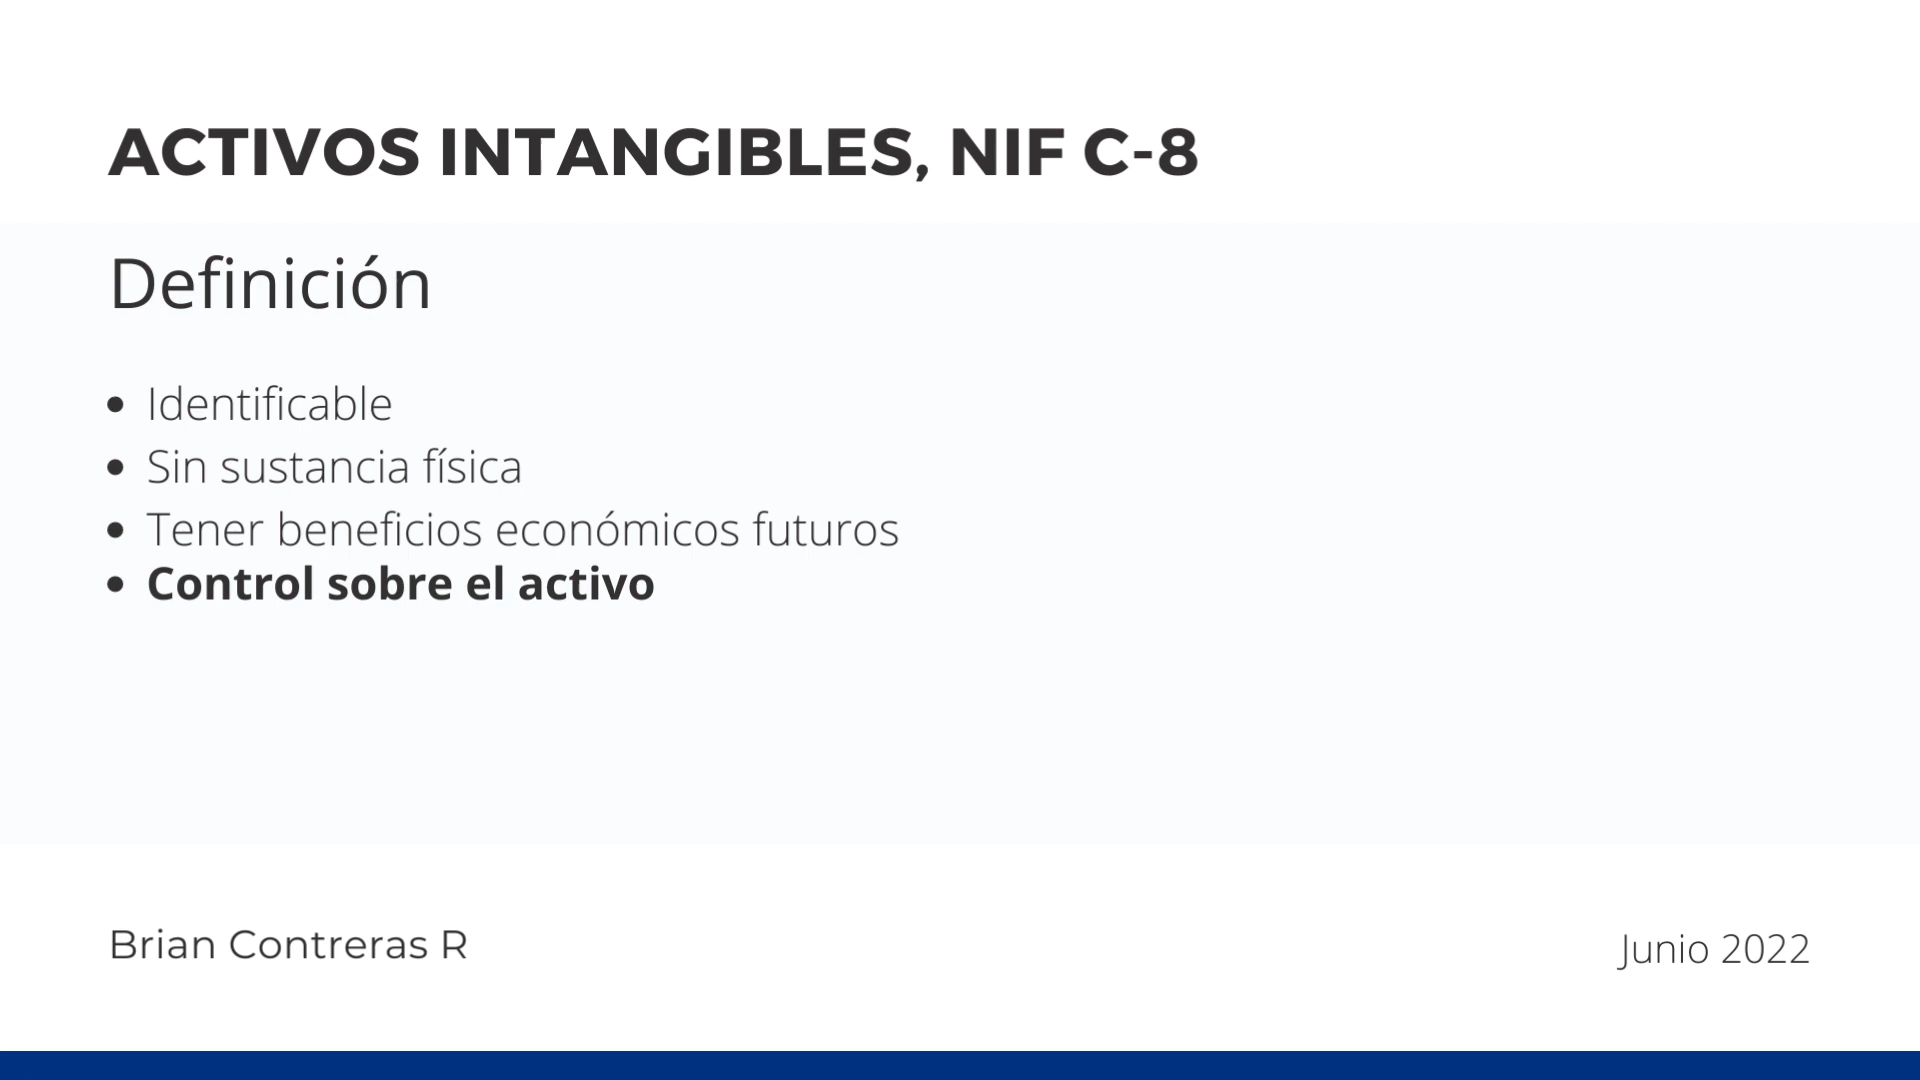 ACTIVOS INTANGIBLES, NIF C-8
Definición
• Identificable
• Sin sustancia física
• Tener beneficios económicos futuros
• Control sobre el activo
Brian Contreras R
Junio 2022